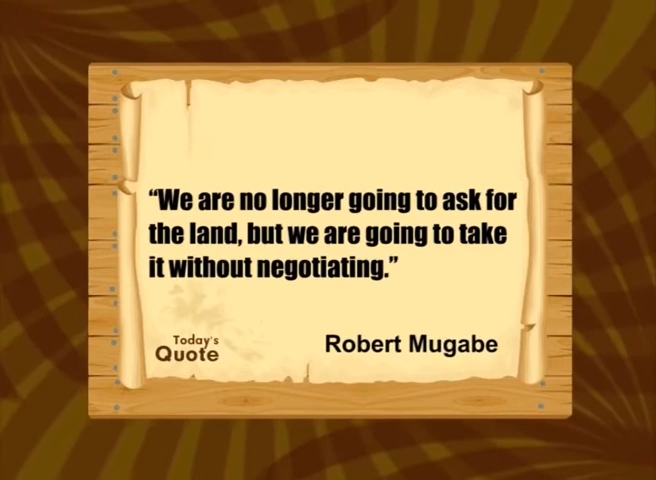 “We are no longer going to ask for
the land, but we are going to take
it without negotiating.”
Today's
Quote
Robert Mugabe